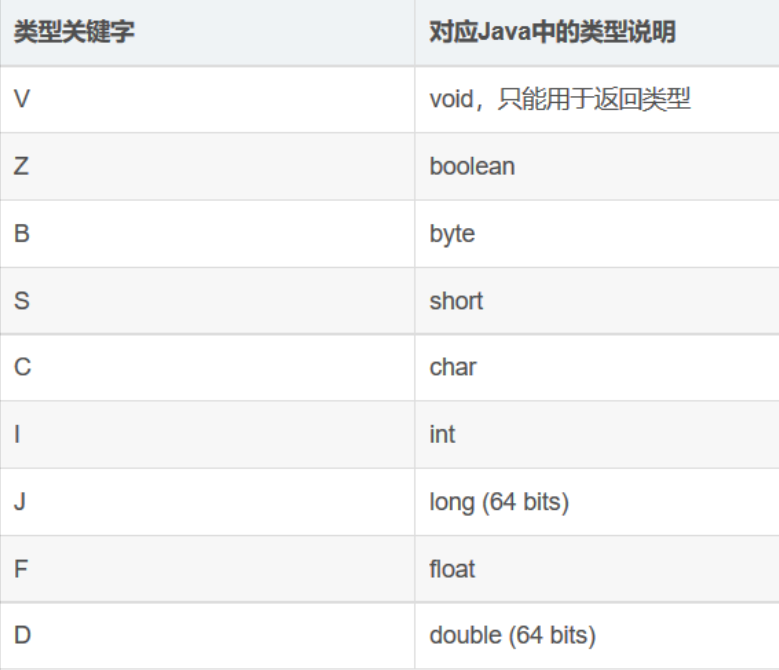 类型关键字 对应Java中的类型说明
V void，只能用于返回类型
Z boolean
B byte
S short
C char
I int
J long (64 bits)
F float
D double (64 bits)